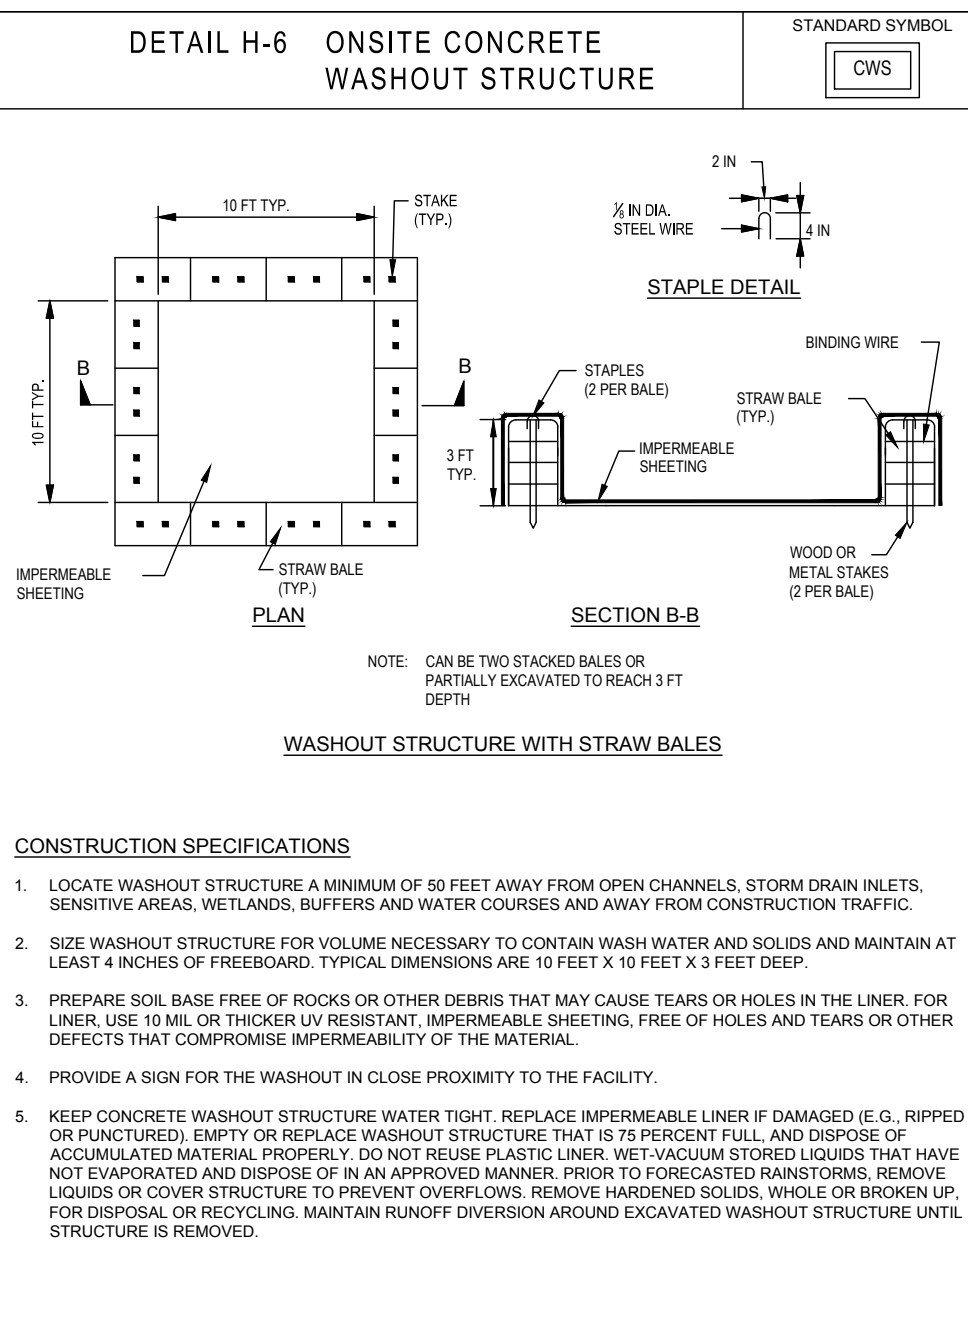 DETAIL H-6 ONSITE CONCRETE
WASHOUT STRUCTURE
STANDARD SYMBOL
CWS
10 FT TYP.
STAKE
(TYP.)
10 FT TYP.
B
B
IMPERMEABLE
SHEETING
STRAW BALE
(TYP.)
PLAN
2 IN
⅛ IN DIA.
STEEL WIRE
4 IN
STAPLE DETAIL
BINDING WIRE
STAPLES
(2 PER BALE)
STRAW BALE
(TYP.)
3 FT
TYP.
IMPERMEABLE
SHEETING
WOOD OR
METAL STAKES
(2 PER BALE)
SECTION B-B
NOTE: CAN BE TWO STACKED BALES OR
PARTIALLY EXCAVATED TO REACH 3 FT
DEPTH
WASHOUT STRUCTURE WITH STRAW BALES
CONSTRUCTION SPECIFICATIONS
1. LOCATE WASHOUT STRUCTURE A MINIMUM OF 50 FEET AWAY FROM OPEN CHANNELS, STORM DRAIN INLETS,
SENSITIVE AREAS, WETLANDS, BUFFERS AND WATER COURSES AND AWAY FROM CONSTRUCTION TRAFFIC.
2. SIZE WASHOUT STRUCTURE FOR VOLUME NECESSARY TO CONTAIN WASH WATER AND SOLIDS AND MAINTAIN AT
LEAST 4 INCHES OF FREEBOARD. TYPICAL DIMENSIONS ARE 10 FEET X 10 FEET X 3 FEET DEEP.
3. PREPARE SOIL BASE FREE OF ROCKS OR OTHER DEBRIS THAT MAY CAUSE TEARS OR HOLES IN THE LINER. FOR
LINER, USE 10 MIL OR THICKER UV RESISTANT, IMPERMEABLE SHEETING, FREE OF HOLES AND TEARS OR OTHER
DEFECTS THAT COMPROMISE IMPERMEABILITY OF THE MATERIAL.
4. PROVIDE A SIGN FOR THE WASHOUT IN CLOSE PROXIMITY TO THE FACILITY.
5. KEEP CONCRETE WASHOUT STRUCTURE WATER TIGHT. REPLACE IMPERMEABLE LINER IF DAMAGED (E.G., RIPPED
OR PUNCTURED). EMPTY OR REPLACE WASHOUT STRUCTURE THAT IS 75 PERCENT FULL, AND DISPOSE OF
ACCUMULATED MATERIAL PROPERLY. DO NOT REUSE PLASTIC LINER. WET-VACUUM STORED LIQUIDS THAT HAVE
NOT EVAPORATED AND DISPOSE OF IN AN APPROVED MANNER. PRIOR TO FORECASTED RAINSTORMS, REMOVE
LIQUIDS OR COVER STRUCTURE TO PREVENT OVERFLOWS. REMOVE HARDENED SOLIDS, WHOLE OR BROKEN UP,
FOR DISPOSAL OR RECYCLING. MAINTAIN RUNOFF DIVERSION AROUND EXCAVATED WASHOUT STRUCTURE UNTIL
STRUCTURE IS REMOVED.